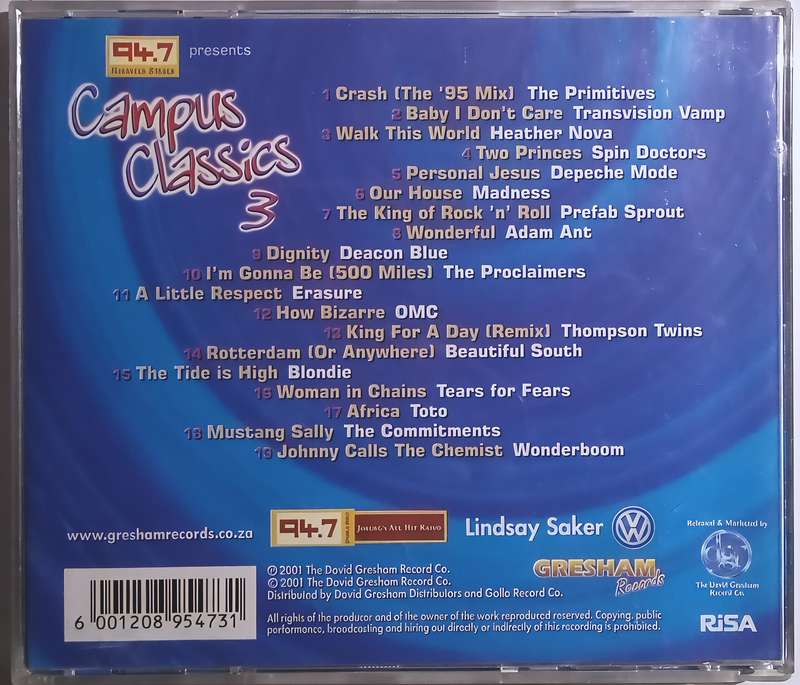 94.7 presents
Campus
Classics
3
1 Crash (The '95 Mix) The Primitives
2 Baby I Don't Care Transvision Vamp
3 Walk This World Heather Nova
4 Two Princes Spin Doctors
5 Personal Jesus Depeche Mode
6 Our House Madness
7 The King of Rock 'n' Roll Prefab Sprout
8 Wonderful Adam Ant
9 Dignity Deacon Blue
10 I'm Gonna Be (500 Miles) The Proclaimers
11 A Little Respect Erasure
12 How Bizarre OMC
13 King For A Day (Remix) Thompson Twins
14 Rotterdam (Or Anywhere) Beautiful South
15 The Tide is High Blondie
16 Woman in Chains Tears for Fears
17 Africa Toto
18 Mustang Sally The Commitments
19 Johnny Calls The Chemist Wonderboom
www.greshamrecords.co.za
94.7 Joburg's All Hit Radio
Lindsay Saker
VW
Released & Marketed by
The David Gresham
Record Co.
GRESHAM
Records
℗ 2001 The David Gresham Record Co.
© 2001 The David Gresham Record Co.
Distributed by David Gresham Distributors and Gallo Record Co.
All rights of the producer and of the owner of the work reproduced reserved. Copying, public
performance, broadcasting and hiring out directly or indirectly of this recording is prohibited.
6 001208 954731
RiSA